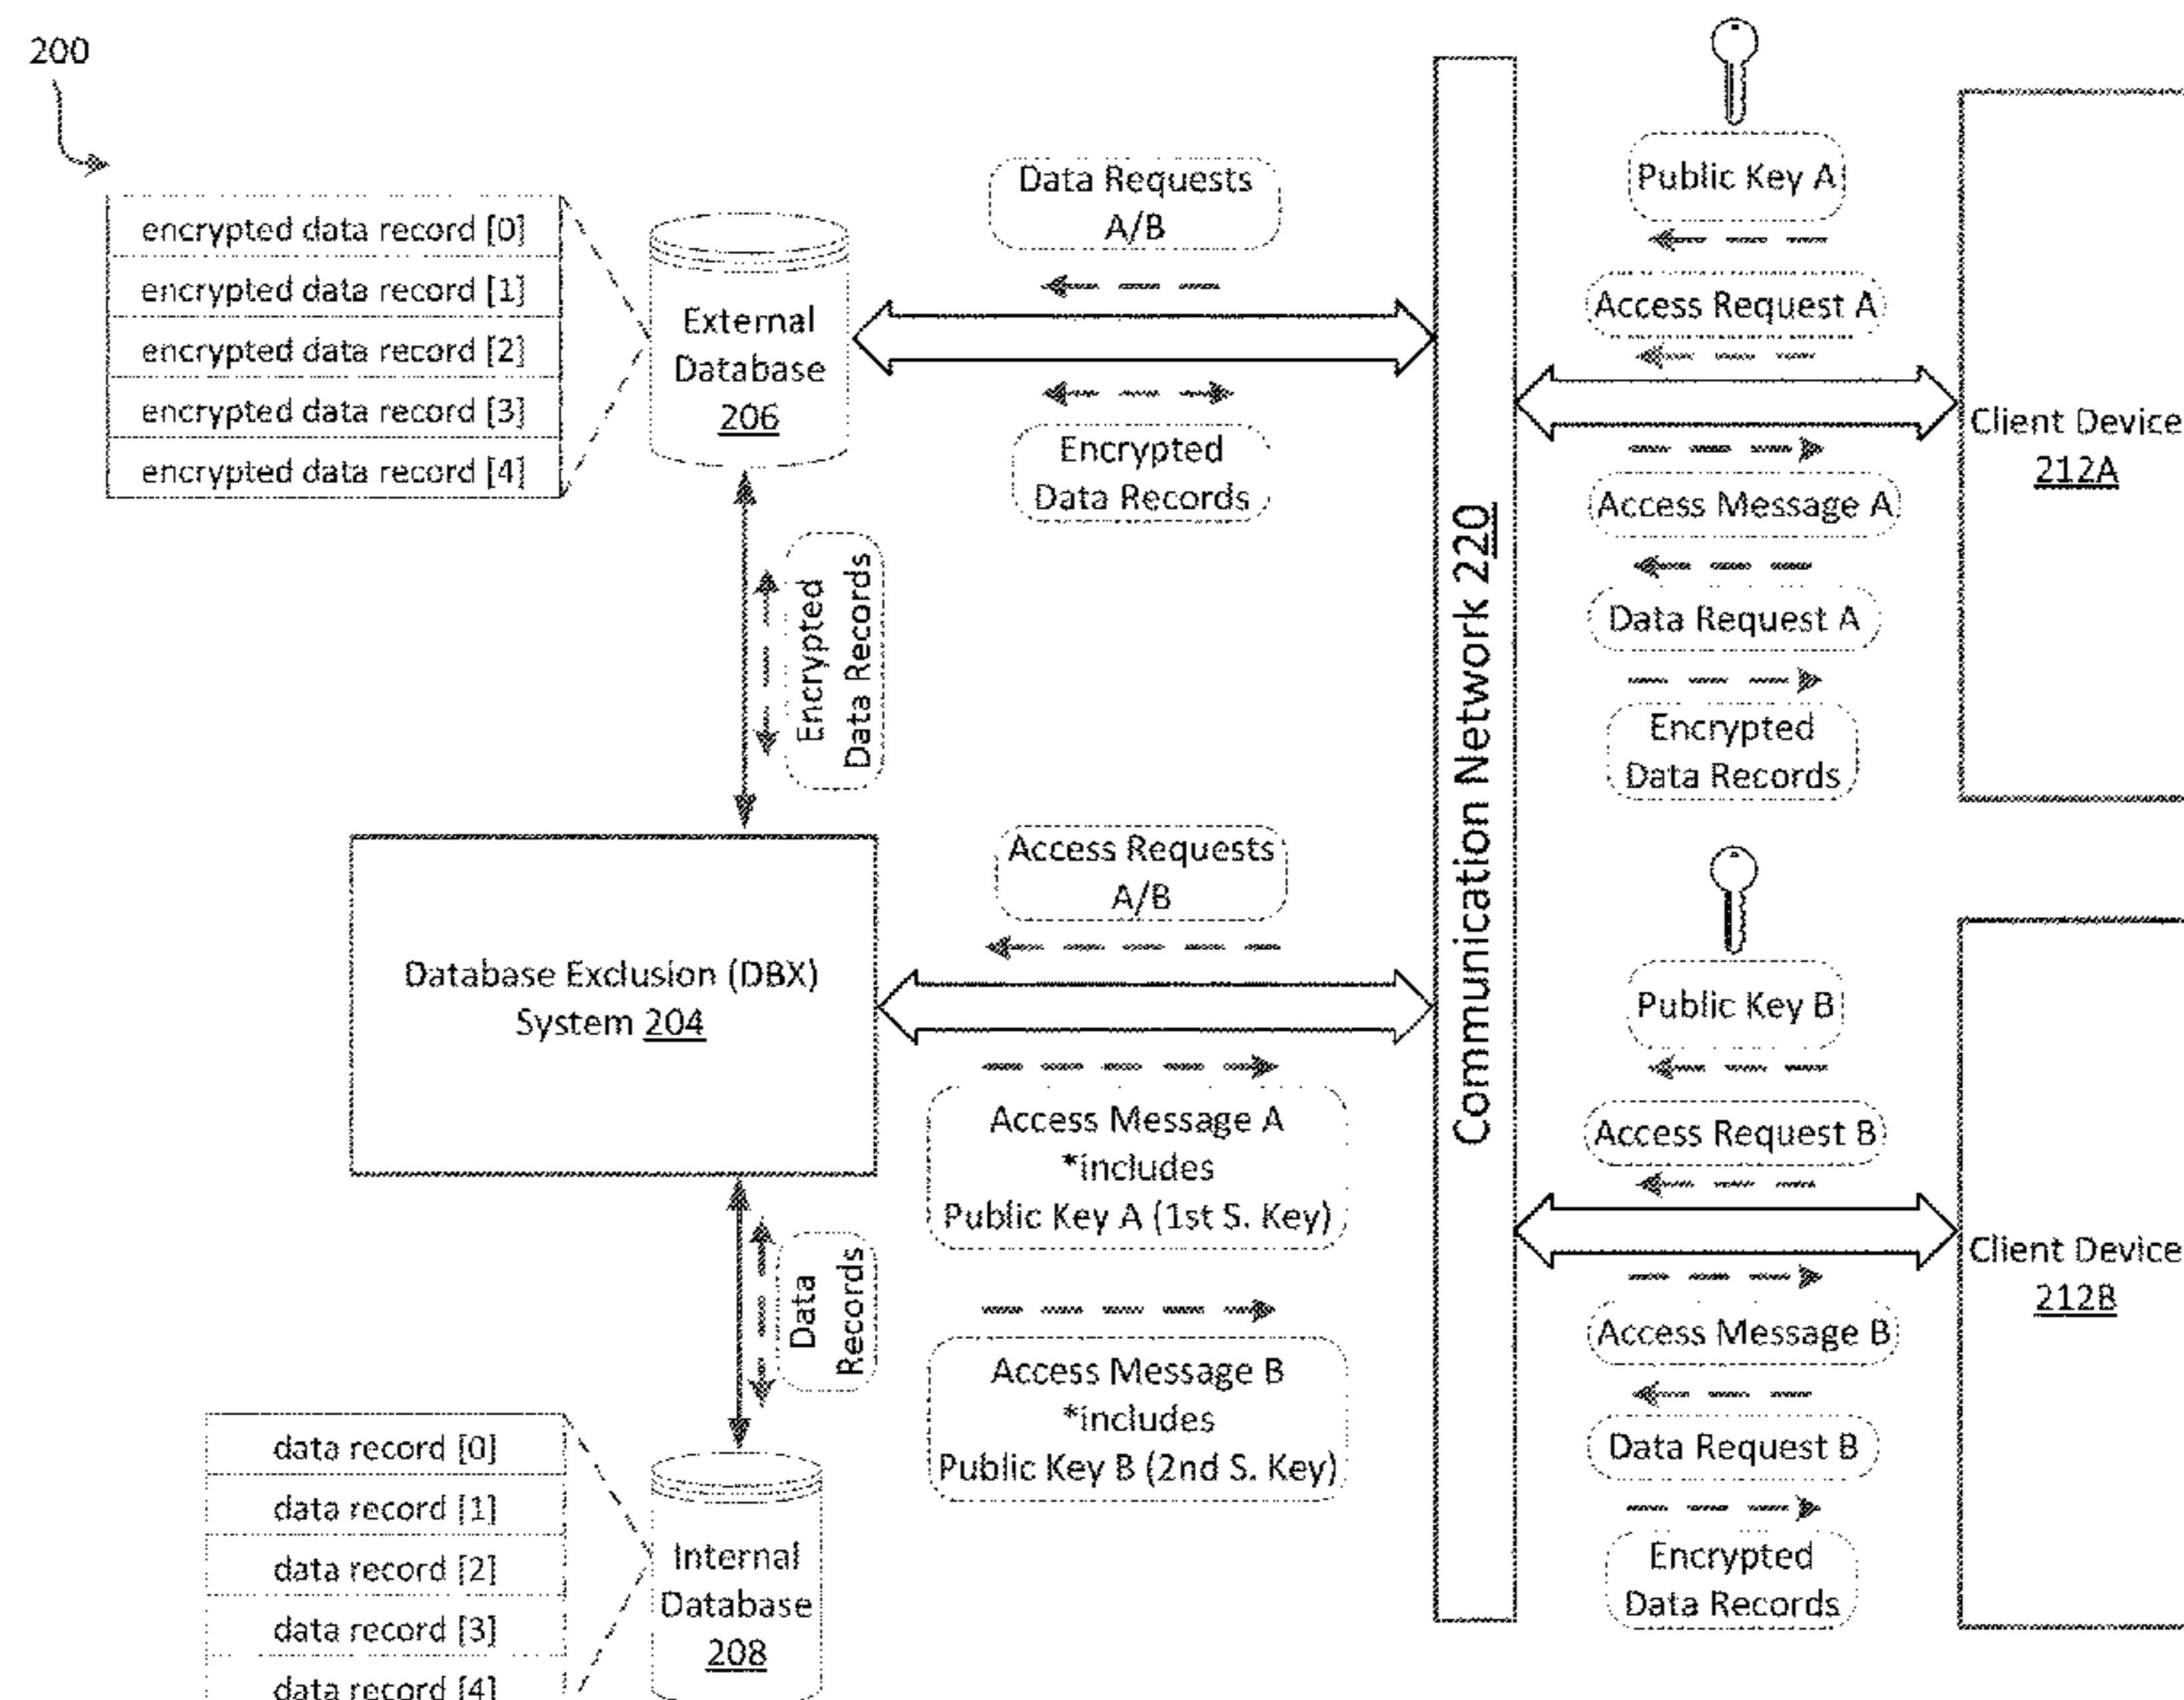 200
encrypted data record [0]
encrypted data record [1]
encrypted data record [2]
encrypted data record [3]
encrypted data record [4]
External
Database
206
Data Requests
A/B
Encrypted
Data Records
Encrypted
Data Records
Database Exclusion (DBX)
System 204
Access Requests
A/B
Access Message A
*includes
Public Key A (1st S. Key)
Access Message B
*includes
Public Key B (2nd S. Key)
Data
Records
data record [0]
data record [1]
data record [2]
data record [3]
data record [4]
Internal
Database
208
Communication Network 220
Public Key A
Access Request A
Access Message A
Data Request A
Encrypted
Data Records
Client Device
212A
Public Key B
Access Request B
Access Message B
Data Request B
Encrypted
Data Records
Client Device
212B